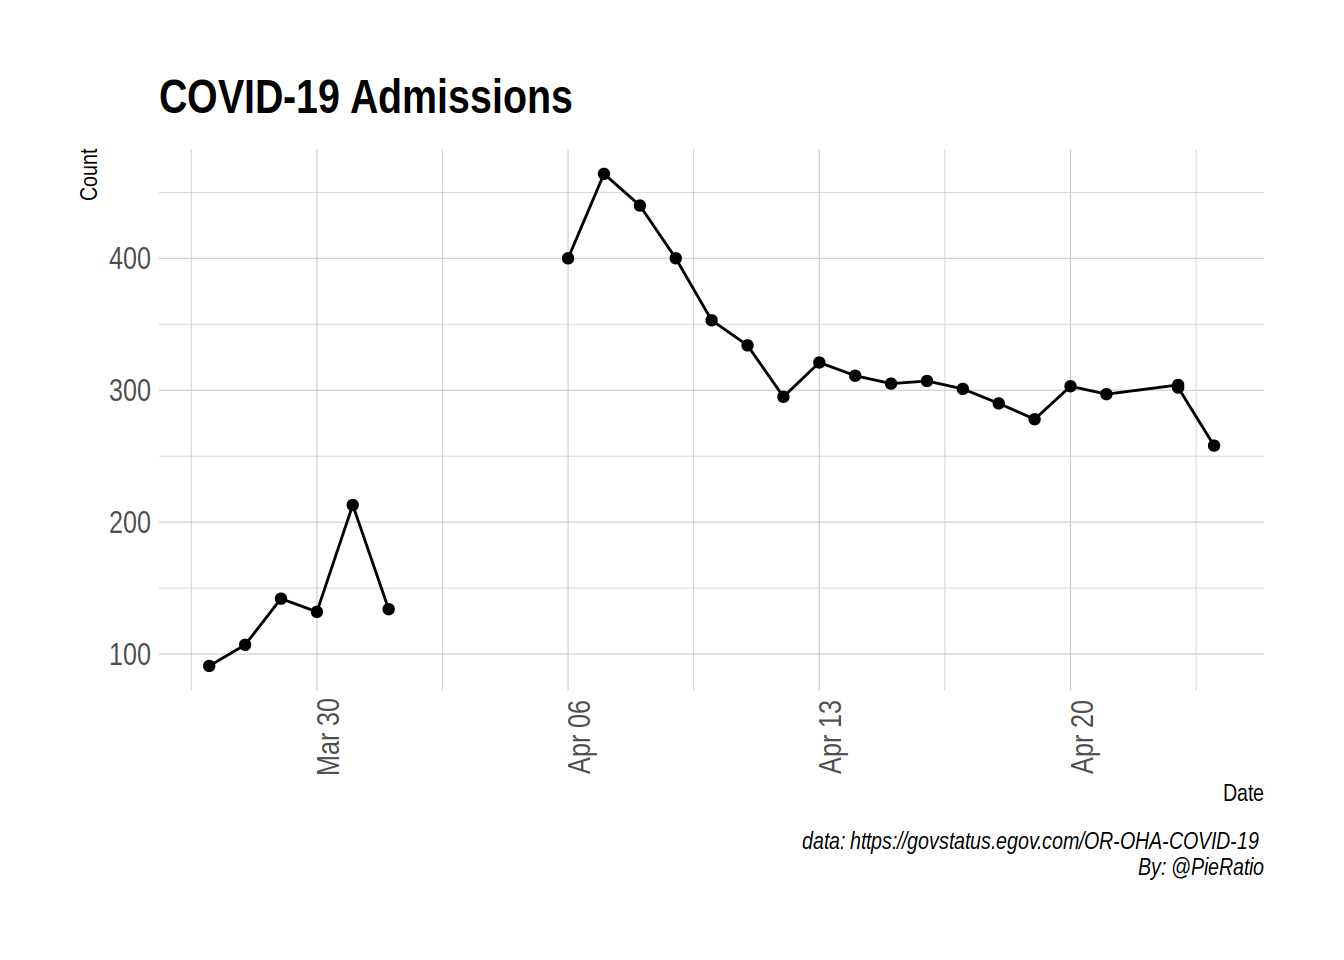 COVID-19 Admissions
Count
400
300
200
100
Mar 30
Apr 06
Apr 13
Apr 20
Date
data: https://govstatus.egov.com/OR-OHA-COVID-19
By: @PieRatio